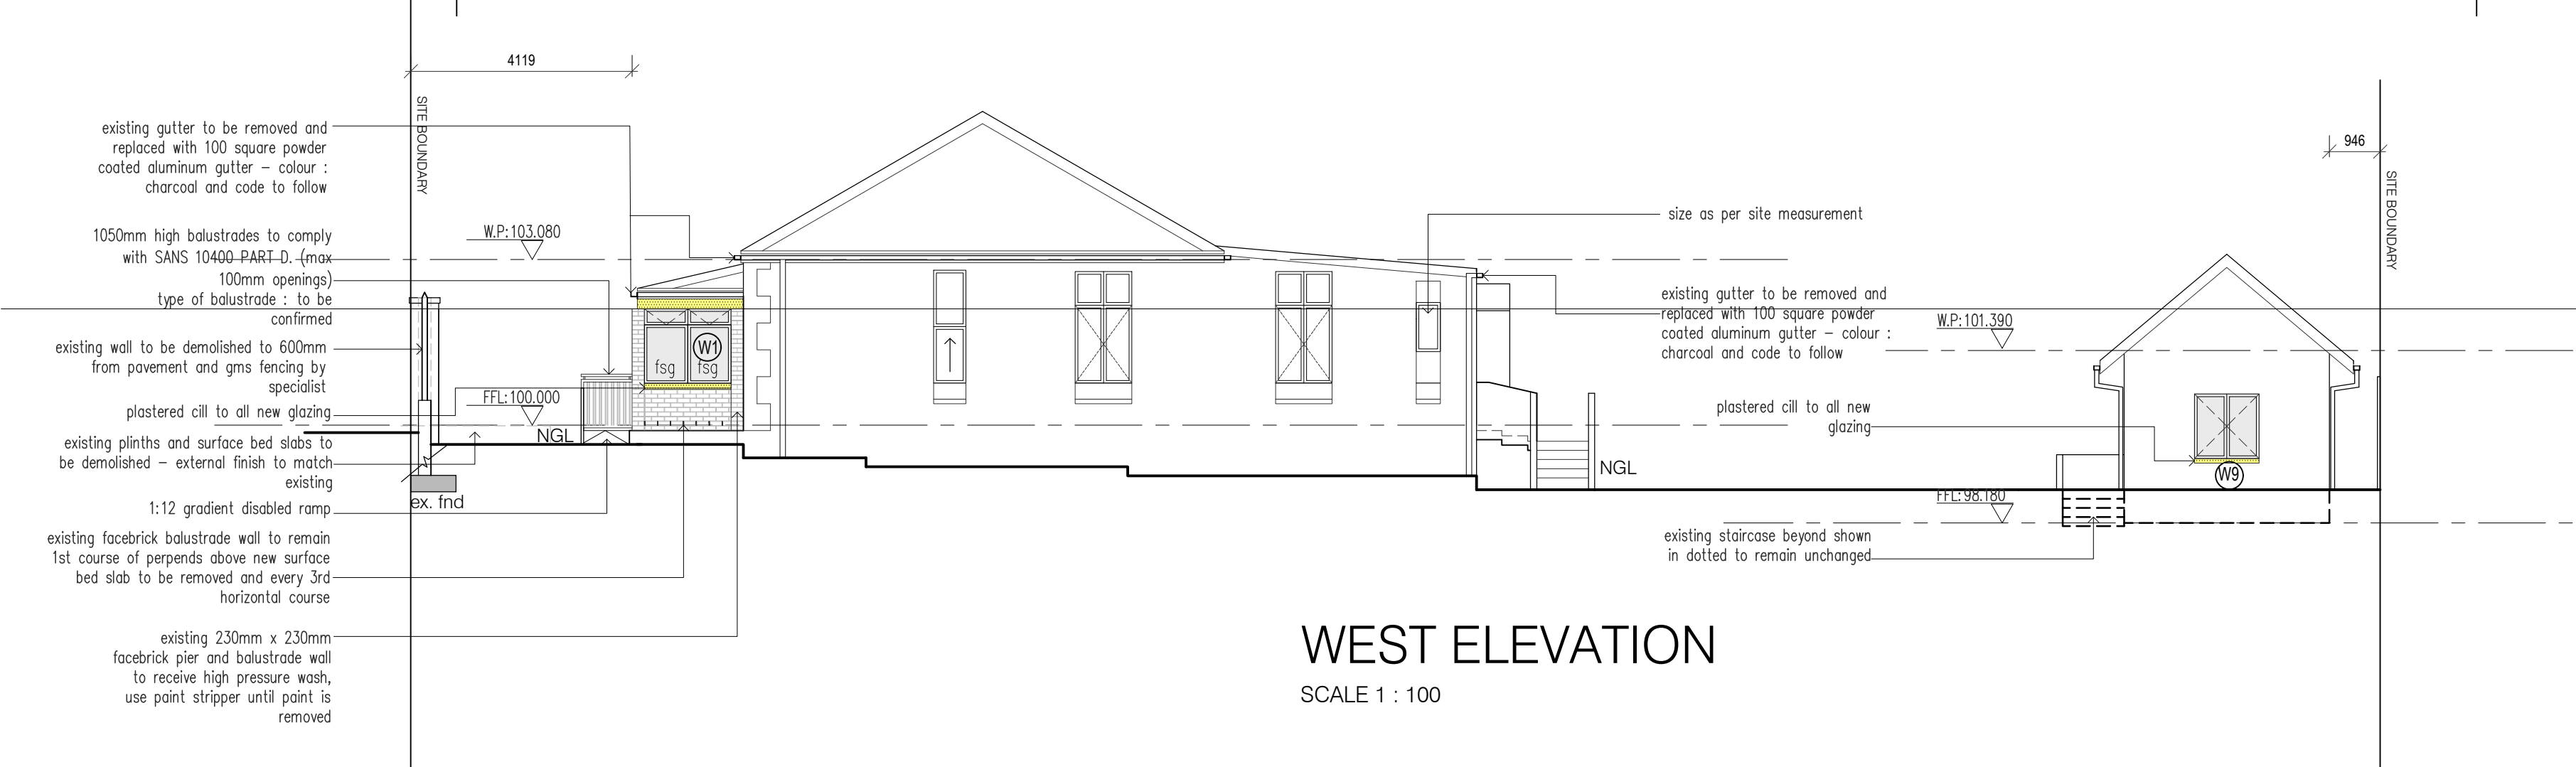 4119
SITE BOUNDARY
existing gutter to be removed and
replaced with 100 square powder
coated aluminum gutter – colour :
charcoal and code to follow
1050mm high balustrades to comply
with SANS 10400 PART D. (max
100mm openings)
type of balustrade : to be
confirmed
existing wall to be demolished to 600mm
from pavement and gms fencing by
specialist
plastered cill to all new glazing
existing plinths and surface bed slabs to
be demolished – external finish to match
existing
1:12 gradient disabled ramp
existing facebrick balustrade wall to remain
1st course of perpends above new surface
bed slab to be removed and every 3rd
horizontal course
existing 230mm x 230mm
facebrick pier and balustrade wall
to receive high pressure wash,
use paint stripper until paint is
removed
W.P:103.080
FFL:100.000
NGL
ex. fnd
W1
fsg
fsg
size as per site measurement
existing gutter to be removed and
replaced with 100 square powder
coated aluminum gutter – colour :
charcoal and code to follow
plastered cill to all new
glazing
NGL
existing staircase beyond shown
in dotted to remain unchanged
W.P:101.390
FFL:98.180
W9
946
SITE BOUNDARY
WEST ELEVATION
SCALE 1 : 100